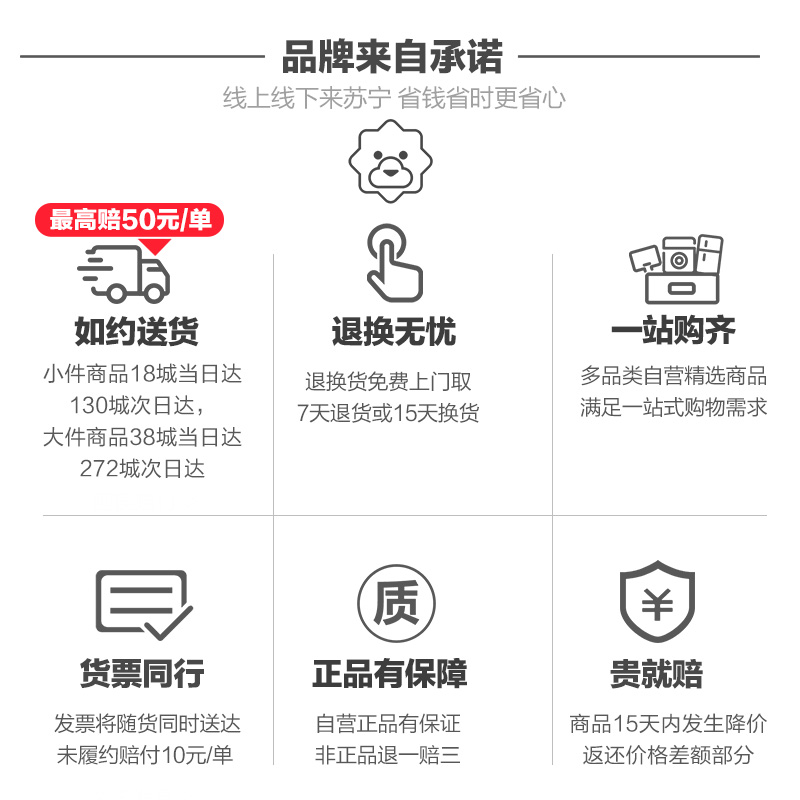 品牌来自承诺
线上线下来苏宁 省钱省时更省心
最高赔50元/单
如约送货
小件商品18城当日达
130城次日达，
大件商品38城当日达
272城次日达
退换无忧
退换货免费上门取
7天退货或15天换货
一站购齐
多品类自营精选商品
满足一站式购物需求
货票同行
发票将随货同时送达
未履约赔付10元/单
质
正品有保障
自营正品有保证
非正品退一赔三
¥
贵就赔
商品15天内发生降价
返还价格差额部分